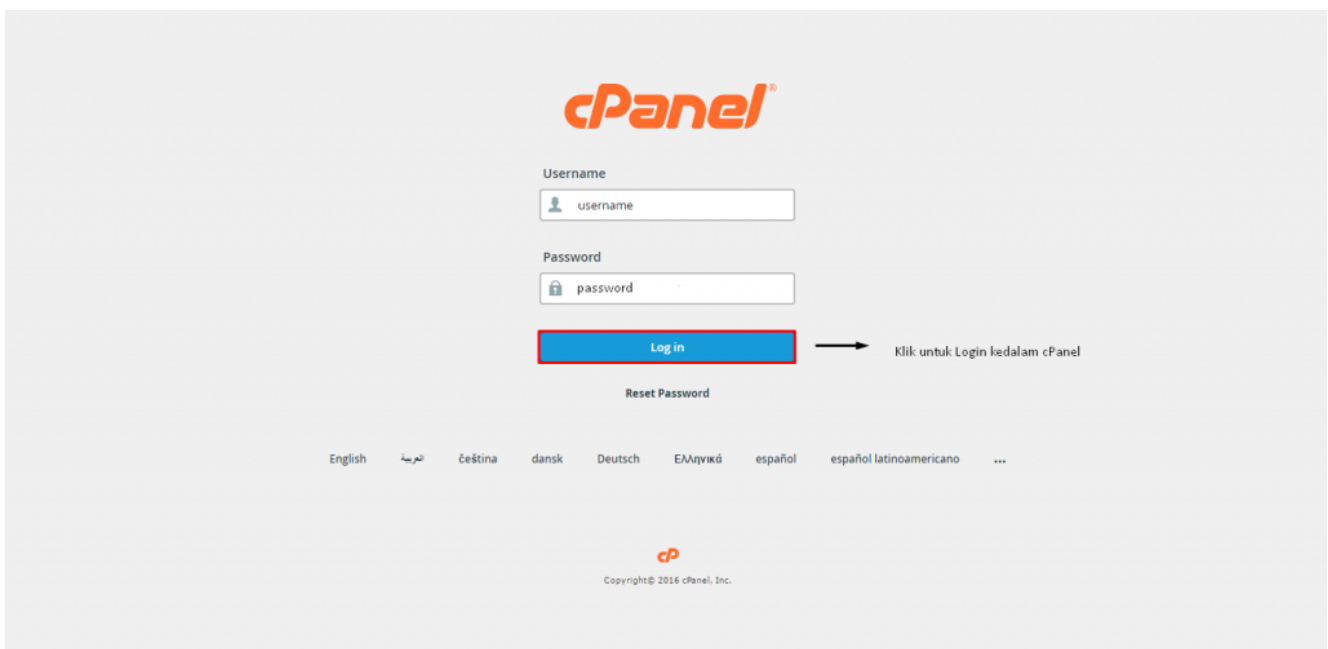 cPanel®
Username
username
Password
password
Log in
Klik untuk Login kedalam cPanel
Reset Password
English العربية čeština dansk Deutsch Ελληνικά español español latinoamericano ...
cP
Copyright© 2016 cPanel, Inc.